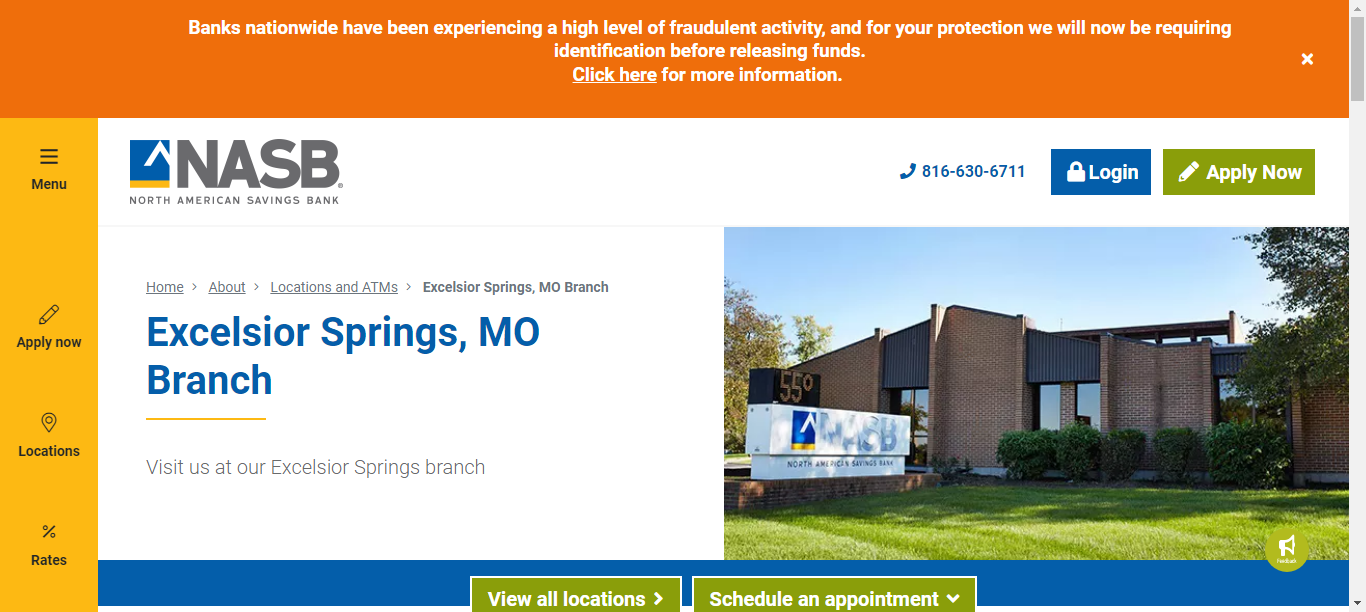 Banks nationwide have been experiencing a high level of fraudulent activity, and for your protection we will now be requiring
identification before releasing funds.
Click here for more information.
Menu
NASB
NORTH AMERICAN SAVINGS BANK
816-630-6711
Login
Apply Now
Home > About > Locations and ATMs > Excelsior Springs, MO Branch
Excelsior Springs, MO
Branch
Visit us at our Excelsior Springs branch
Apply now
Locations
Rates
55°
NASB
NORTH AMERICAN SAVINGS BANK
Feedback
View all locations
Schedule an appointment